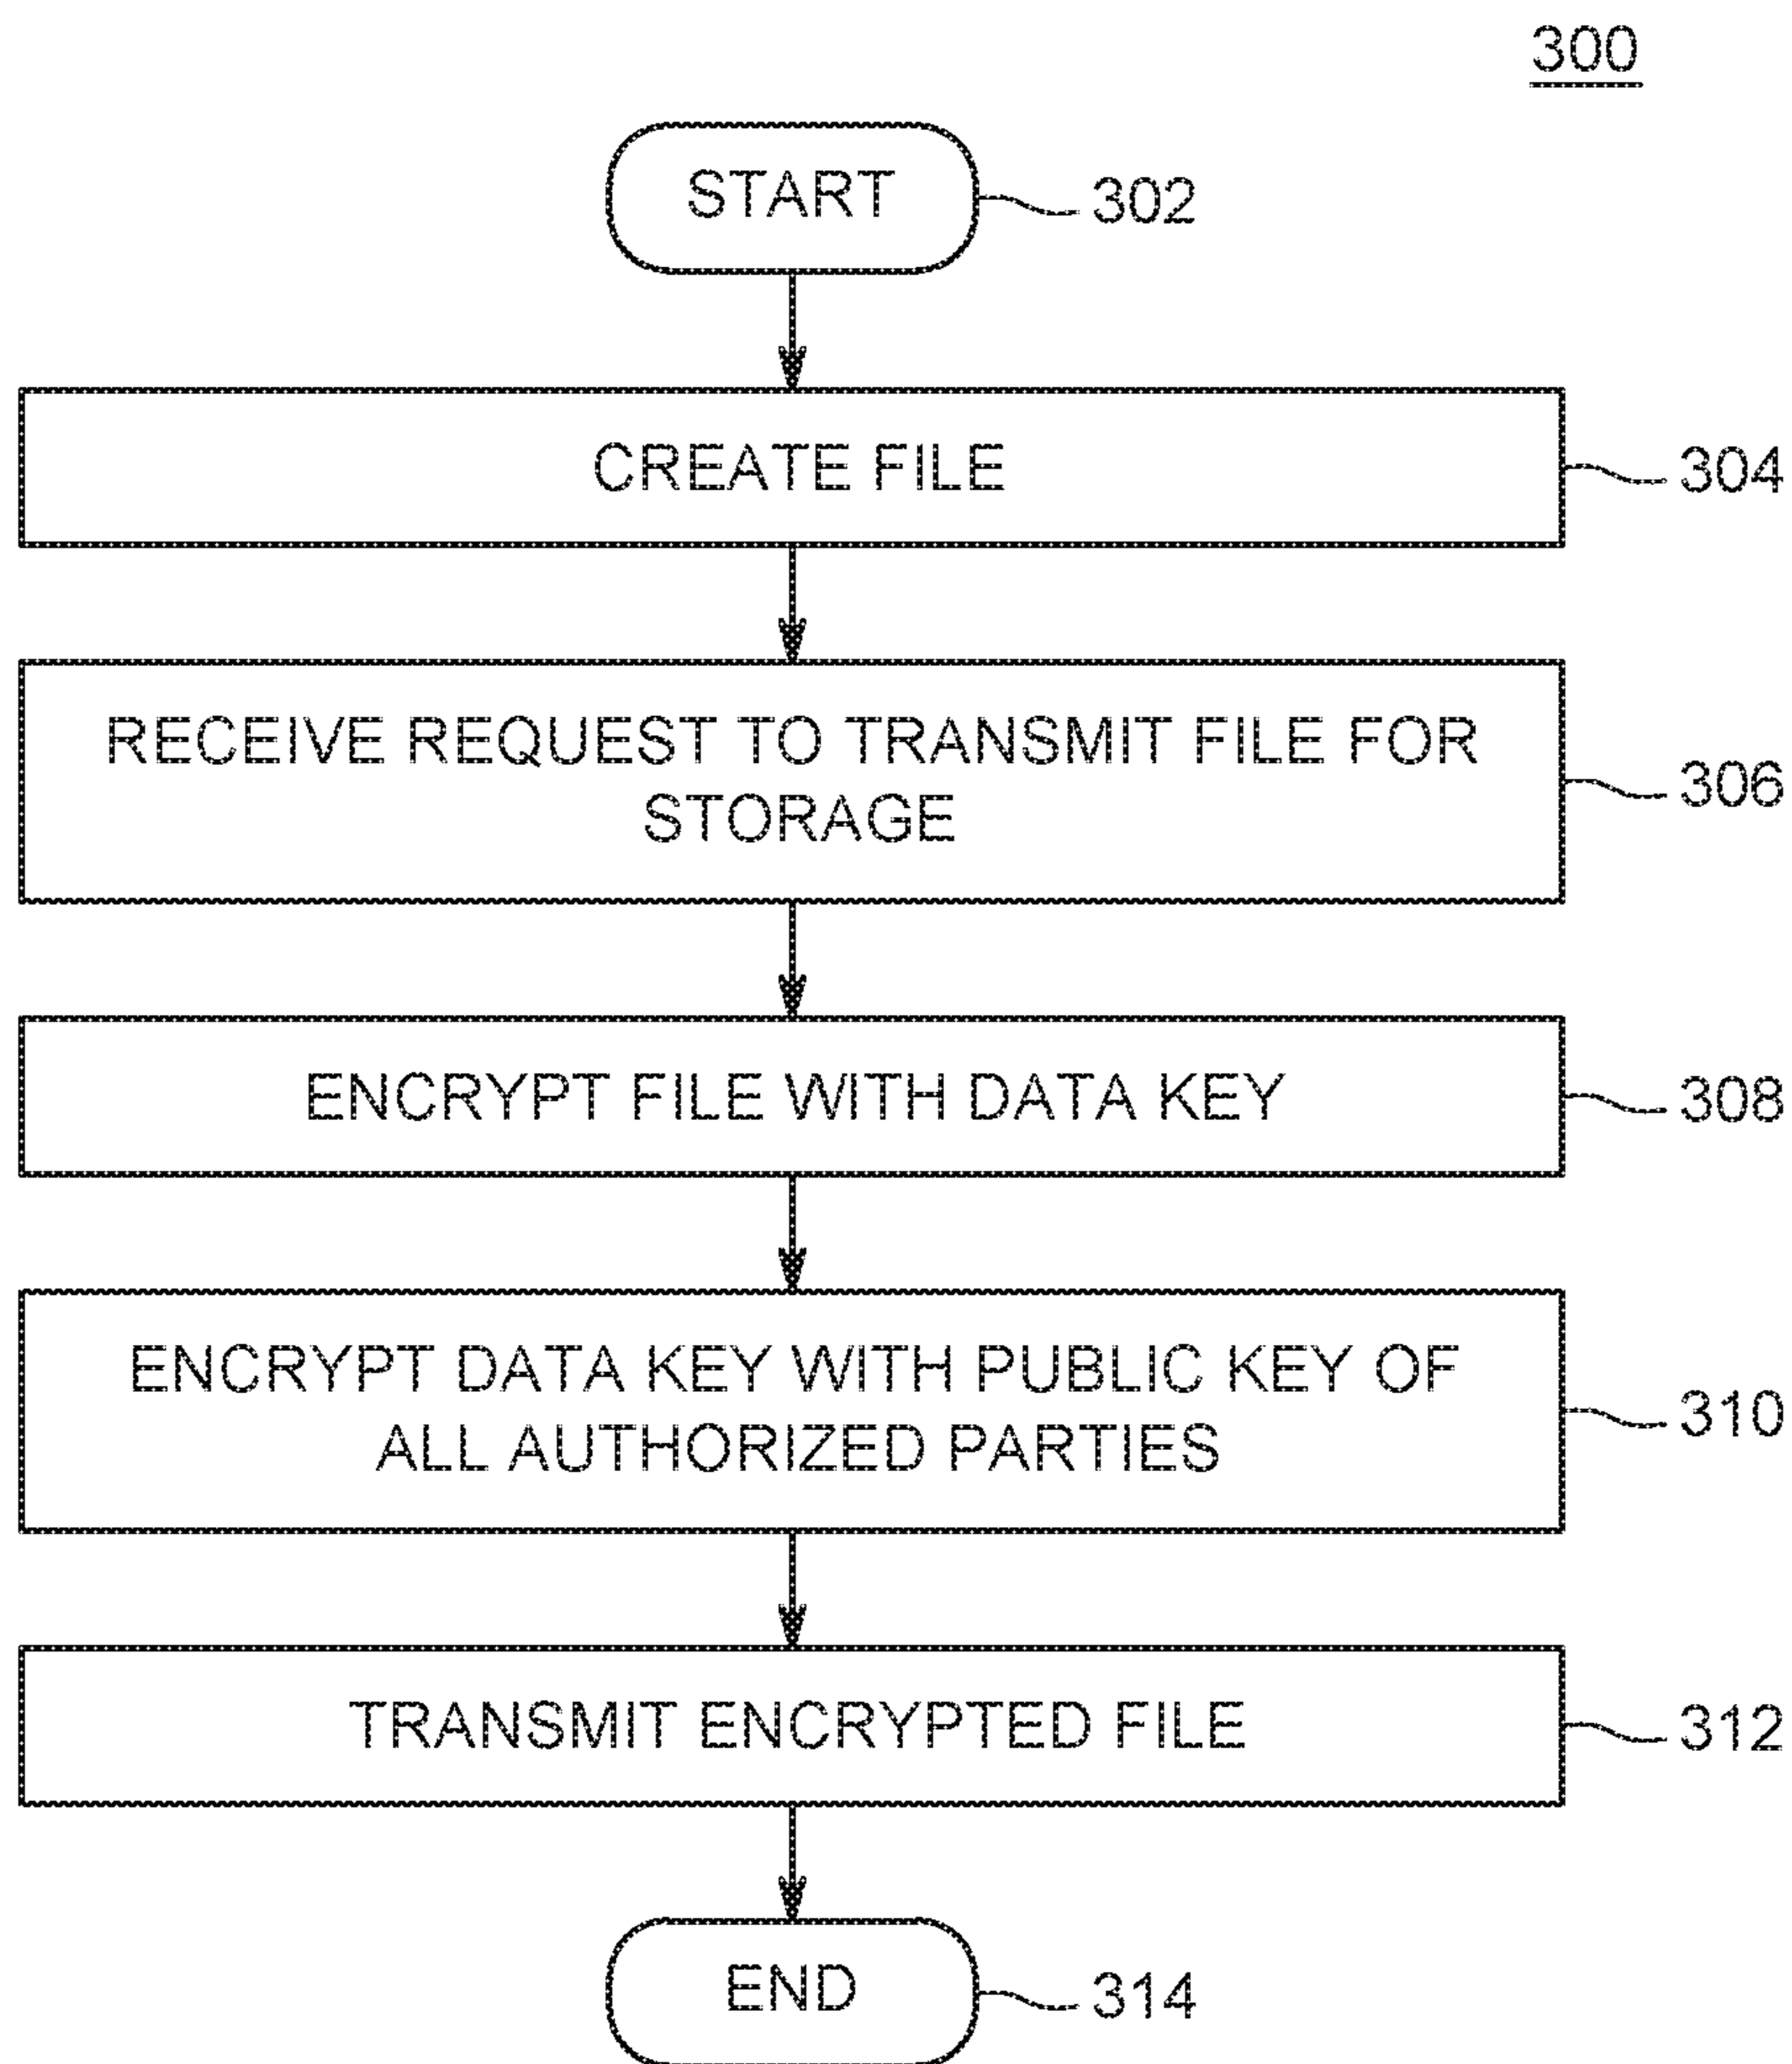 300
START
302
CREATE FILE
304
RECEIVE REQUEST TO TRANSMIT FILE FOR
STORAGE
306
ENCRYPT FILE WITH DATA KEY
308
ENCRYPT DATA KEY WITH PUBLIC KEY OF
ALL AUTHORIZED PARTIES
310
TRANSMIT ENCRYPTED FILE
312
END
314